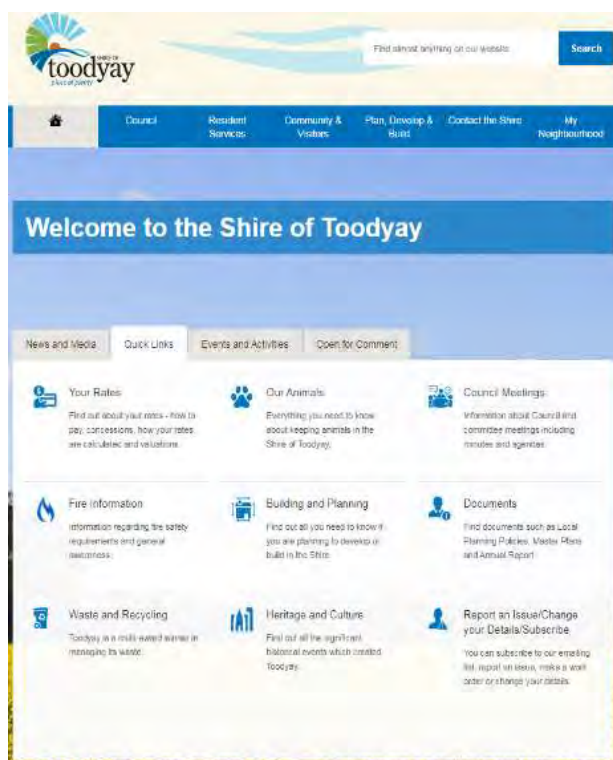 SHIRE OF
toodyay
Find almost anything on our website
Search
Council
Resident
Services
Community &
Visitors
Plan, Develop &
Build
Contact the Shire
My
Neighbourhood
Welcome to the Shire of Toodyay
News and Media
Quick Links
Events and Activities
Open for Comment
Your Rates
Find out about your rates - how to
pay, concessions, how your rates
are calculated and valuations.
Our Animals
Everything you need to know
about keeping animals in the
Shire of Toodyay.
Council Meetings
Information about Council and
committee meetings including
minutes and agendas.
Fire Information
Information regarding fire safety
requirements and general
awareness.
Building and Planning
Find out all you need to know if
you are planning to develop or
build in the Shire.
Documents
Find documents such as Local
Planning Policies, Master Plans
and Annual Report
Waste and Recycling
Toodyay is a multi-award winner in
managing its waste.
Heritage and Culture
Find out all the significant
historical events which created
Toodyay.
Report an Issue/Change
your Details/Subscribe
You can subscribe to our emailing
list, report an issue, make a work
order or change your details.